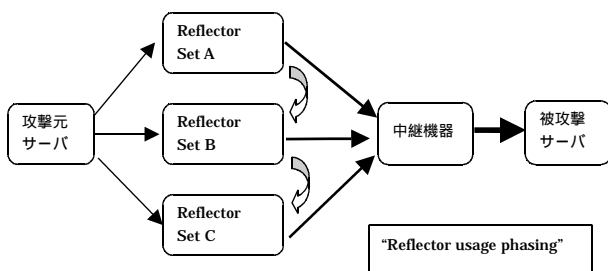 Reflector
Set A
攻撃元
サーバ
Reflector
Set B
中継機器
被攻撃
サーバ
Reflector
Set C
“Reflector usage phasing”